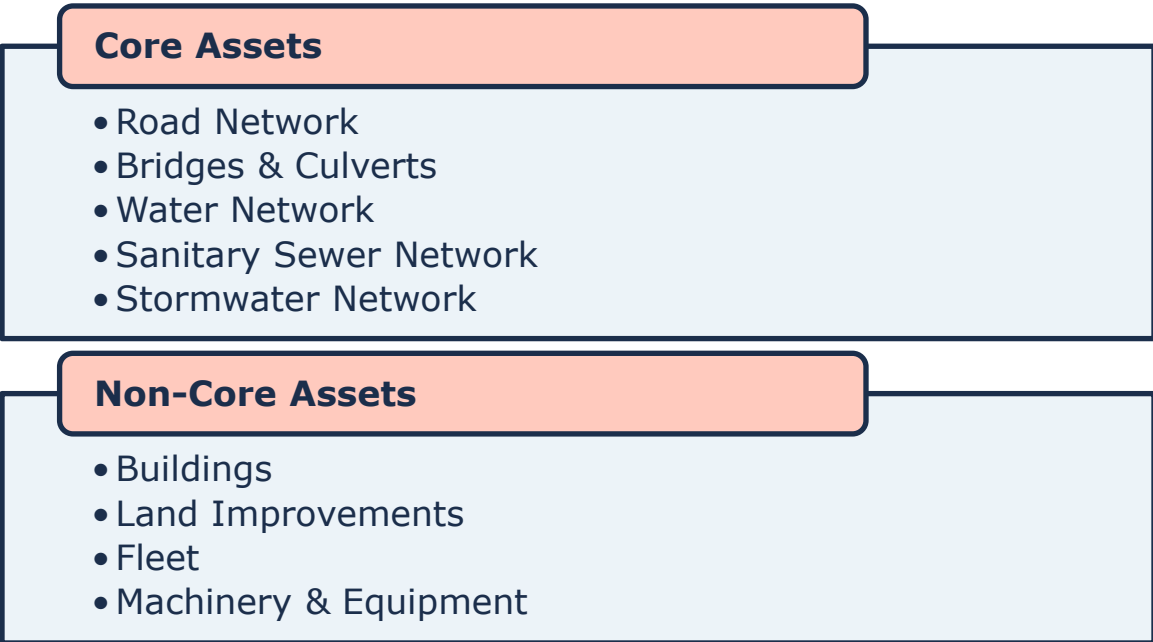 Core Assets
• Road Network
• Bridges & Culverts
• Water Network
• Sanitary Sewer Network
• Stormwater Network
Non-Core Assets
• Buildings
• Land Improvements
• Fleet
• Machinery & Equipment